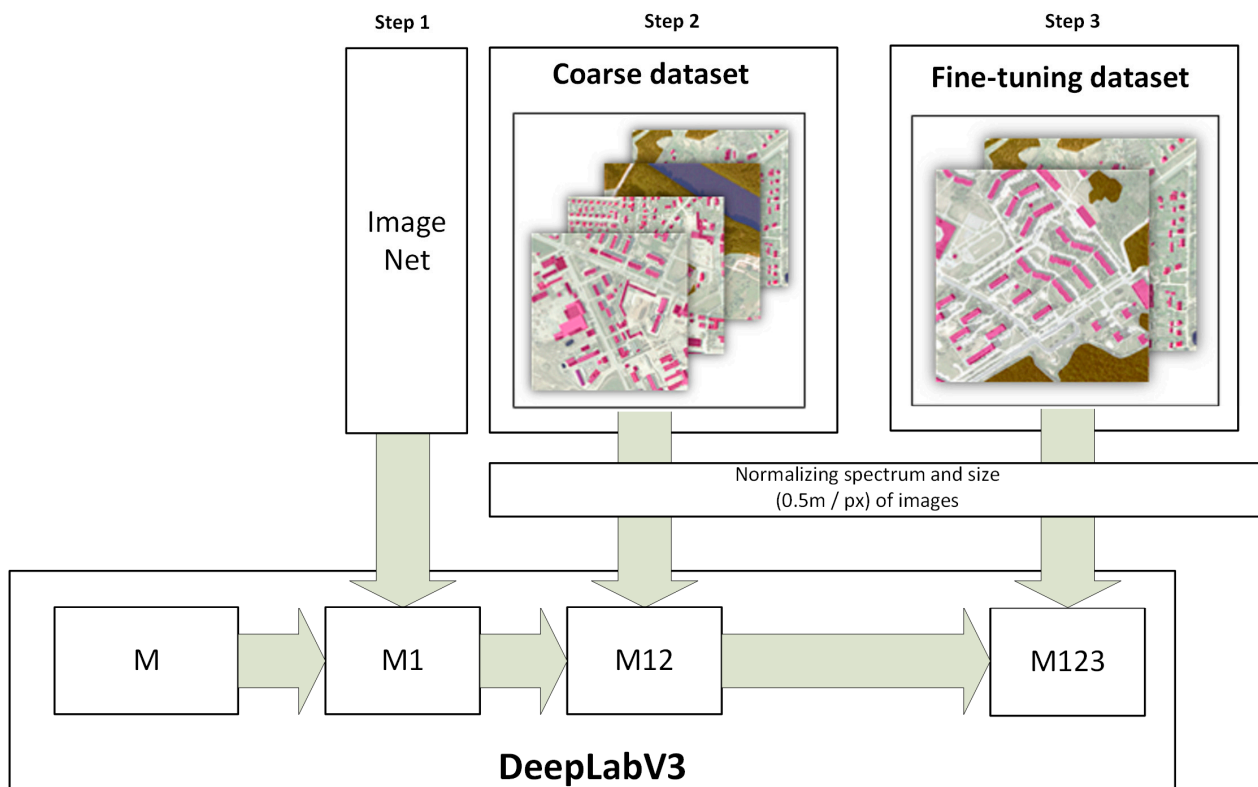 Step 1
Step 2
Step 3
Coarse dataset
Fine-tuning dataset
Image
Net
Normalizing spectrum and size
(0.5m / px) of images
M
M1
M12
M123
DeepLabV3